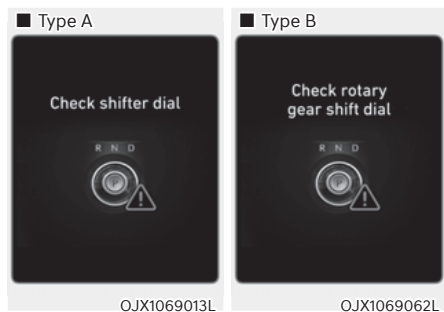 ■ Type A
Check shifter dial
R N D
P
OJX1069013L
■ Type B
Check rotary
gear shift dial
R N D
P
OJX1069062L